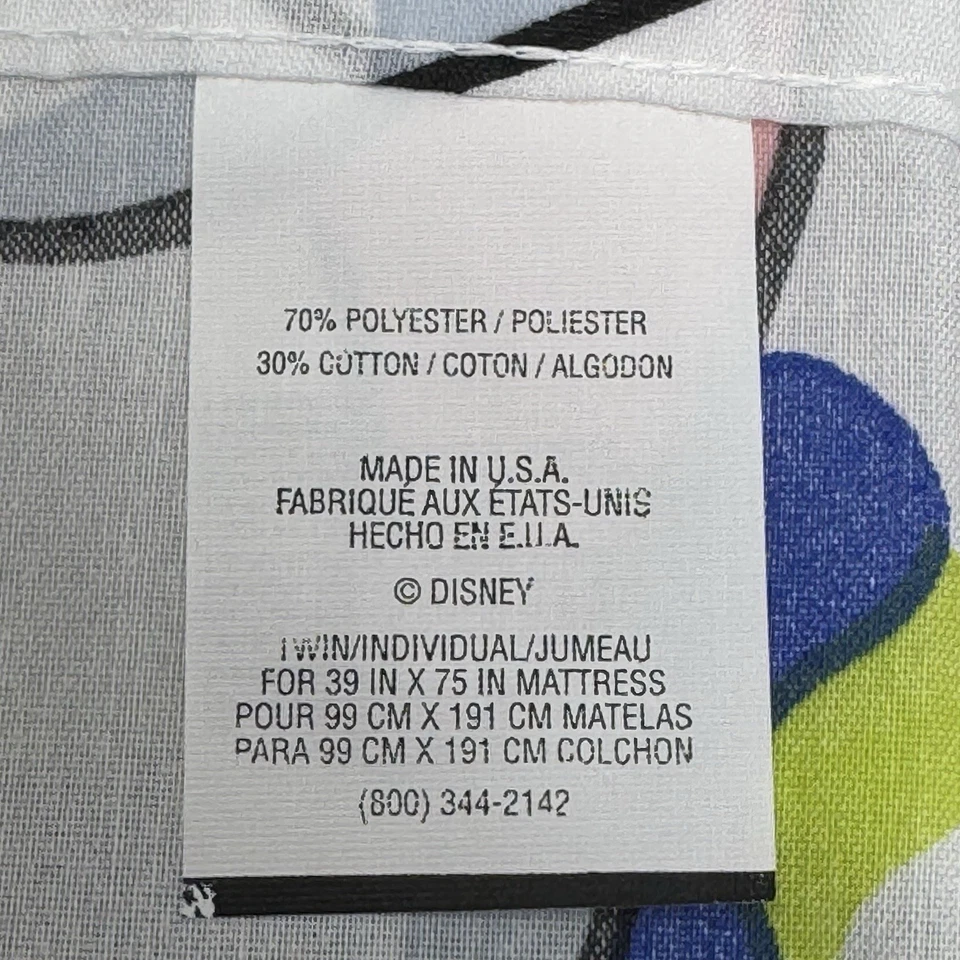 70% POLYESTER / POLIESTER
30% COTTON / COTON / ALGODON
MADE IN U.S.A.
FABRIQUÉ AUX ÉTATS-UNIS
HECHO EN E.U.A.
© DISNEY
TWIN/INDIVIDUAL/JUMEAU
FOR 39 IN X 75 IN MATTRESS
POUR 99 CM X 191 CM MATELAS
PARA 99 CM X 191 CM COLCHON
(800) 344-2142